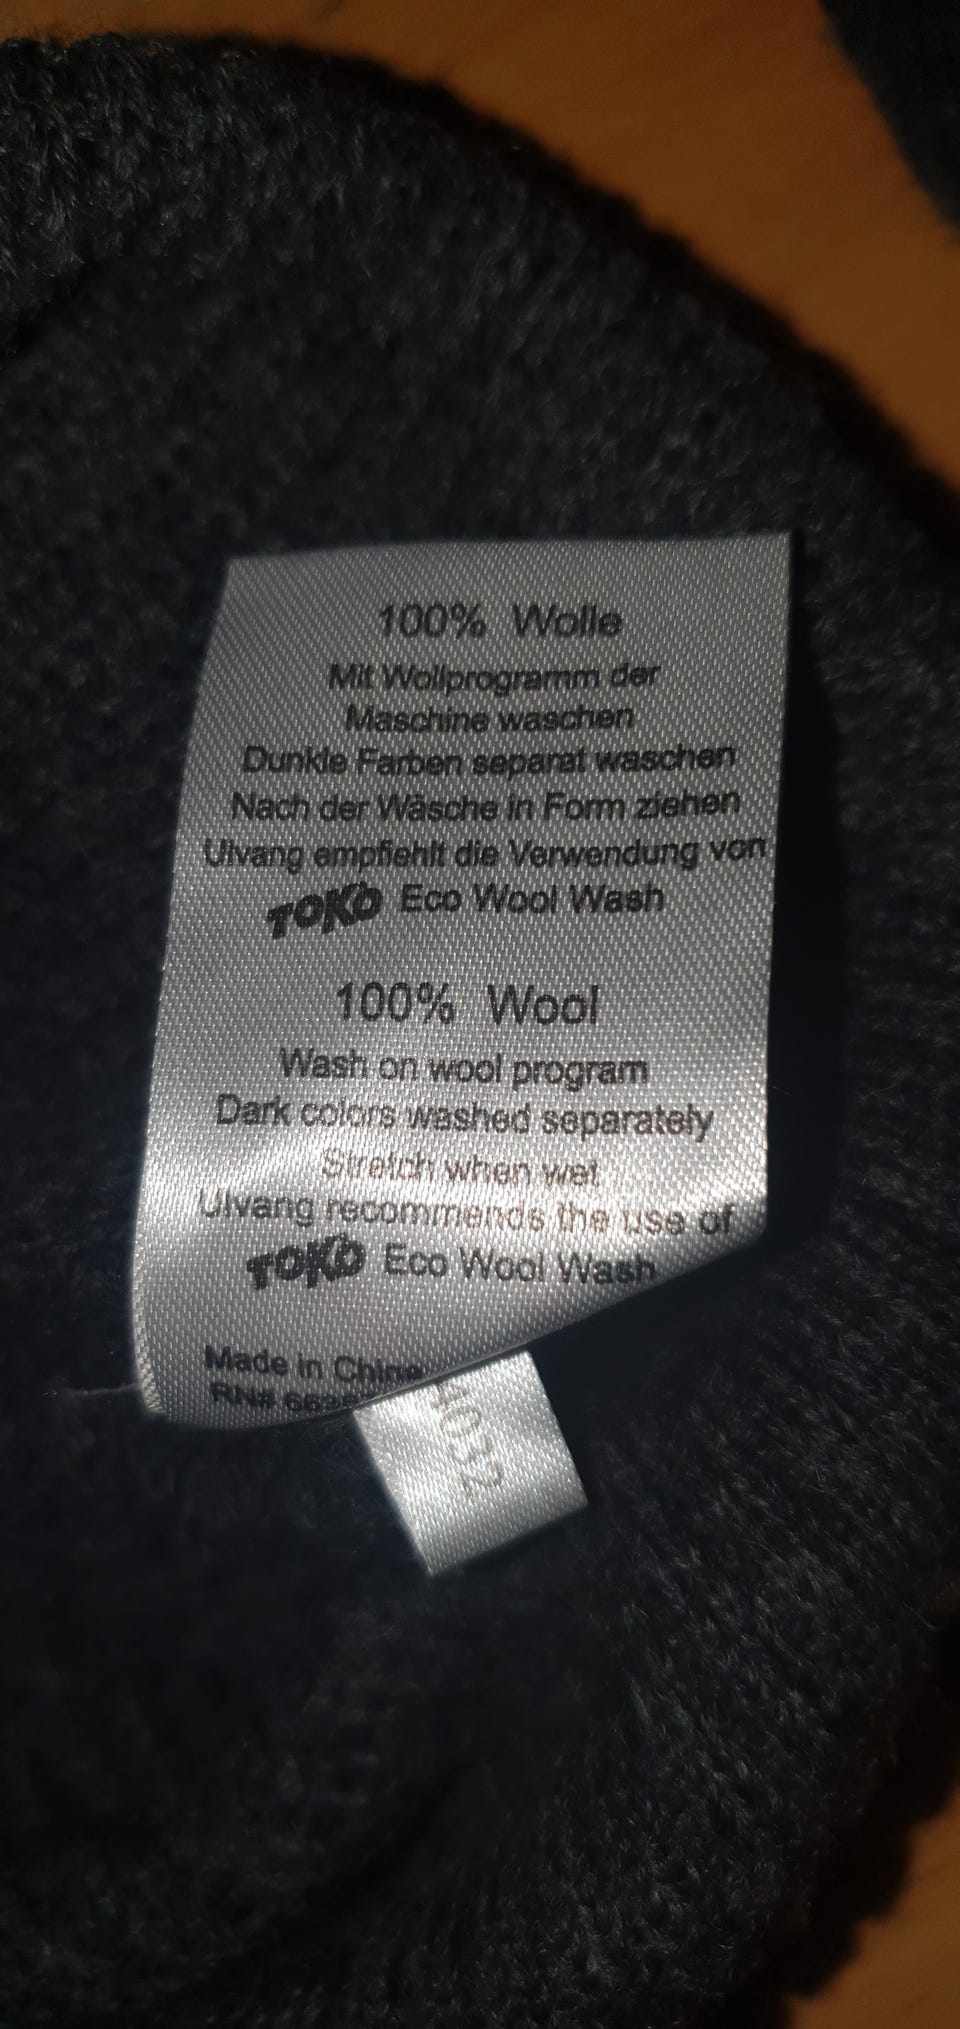 100% Wolle
Mit Wollprogramm der
Maschine waschen
Dunkle Farben separat waschen
Nach der Wäsche in Form ziehen
Ulvang empfiehlt die Verwendung von
TOKO Eco Wool Wash
100% Wool
Wash on wool program
Dark colors washed separately
Stretch when wet
Ulvang recommends the use of
TOKO Eco Wool Wash
Made in China
RN#
4032